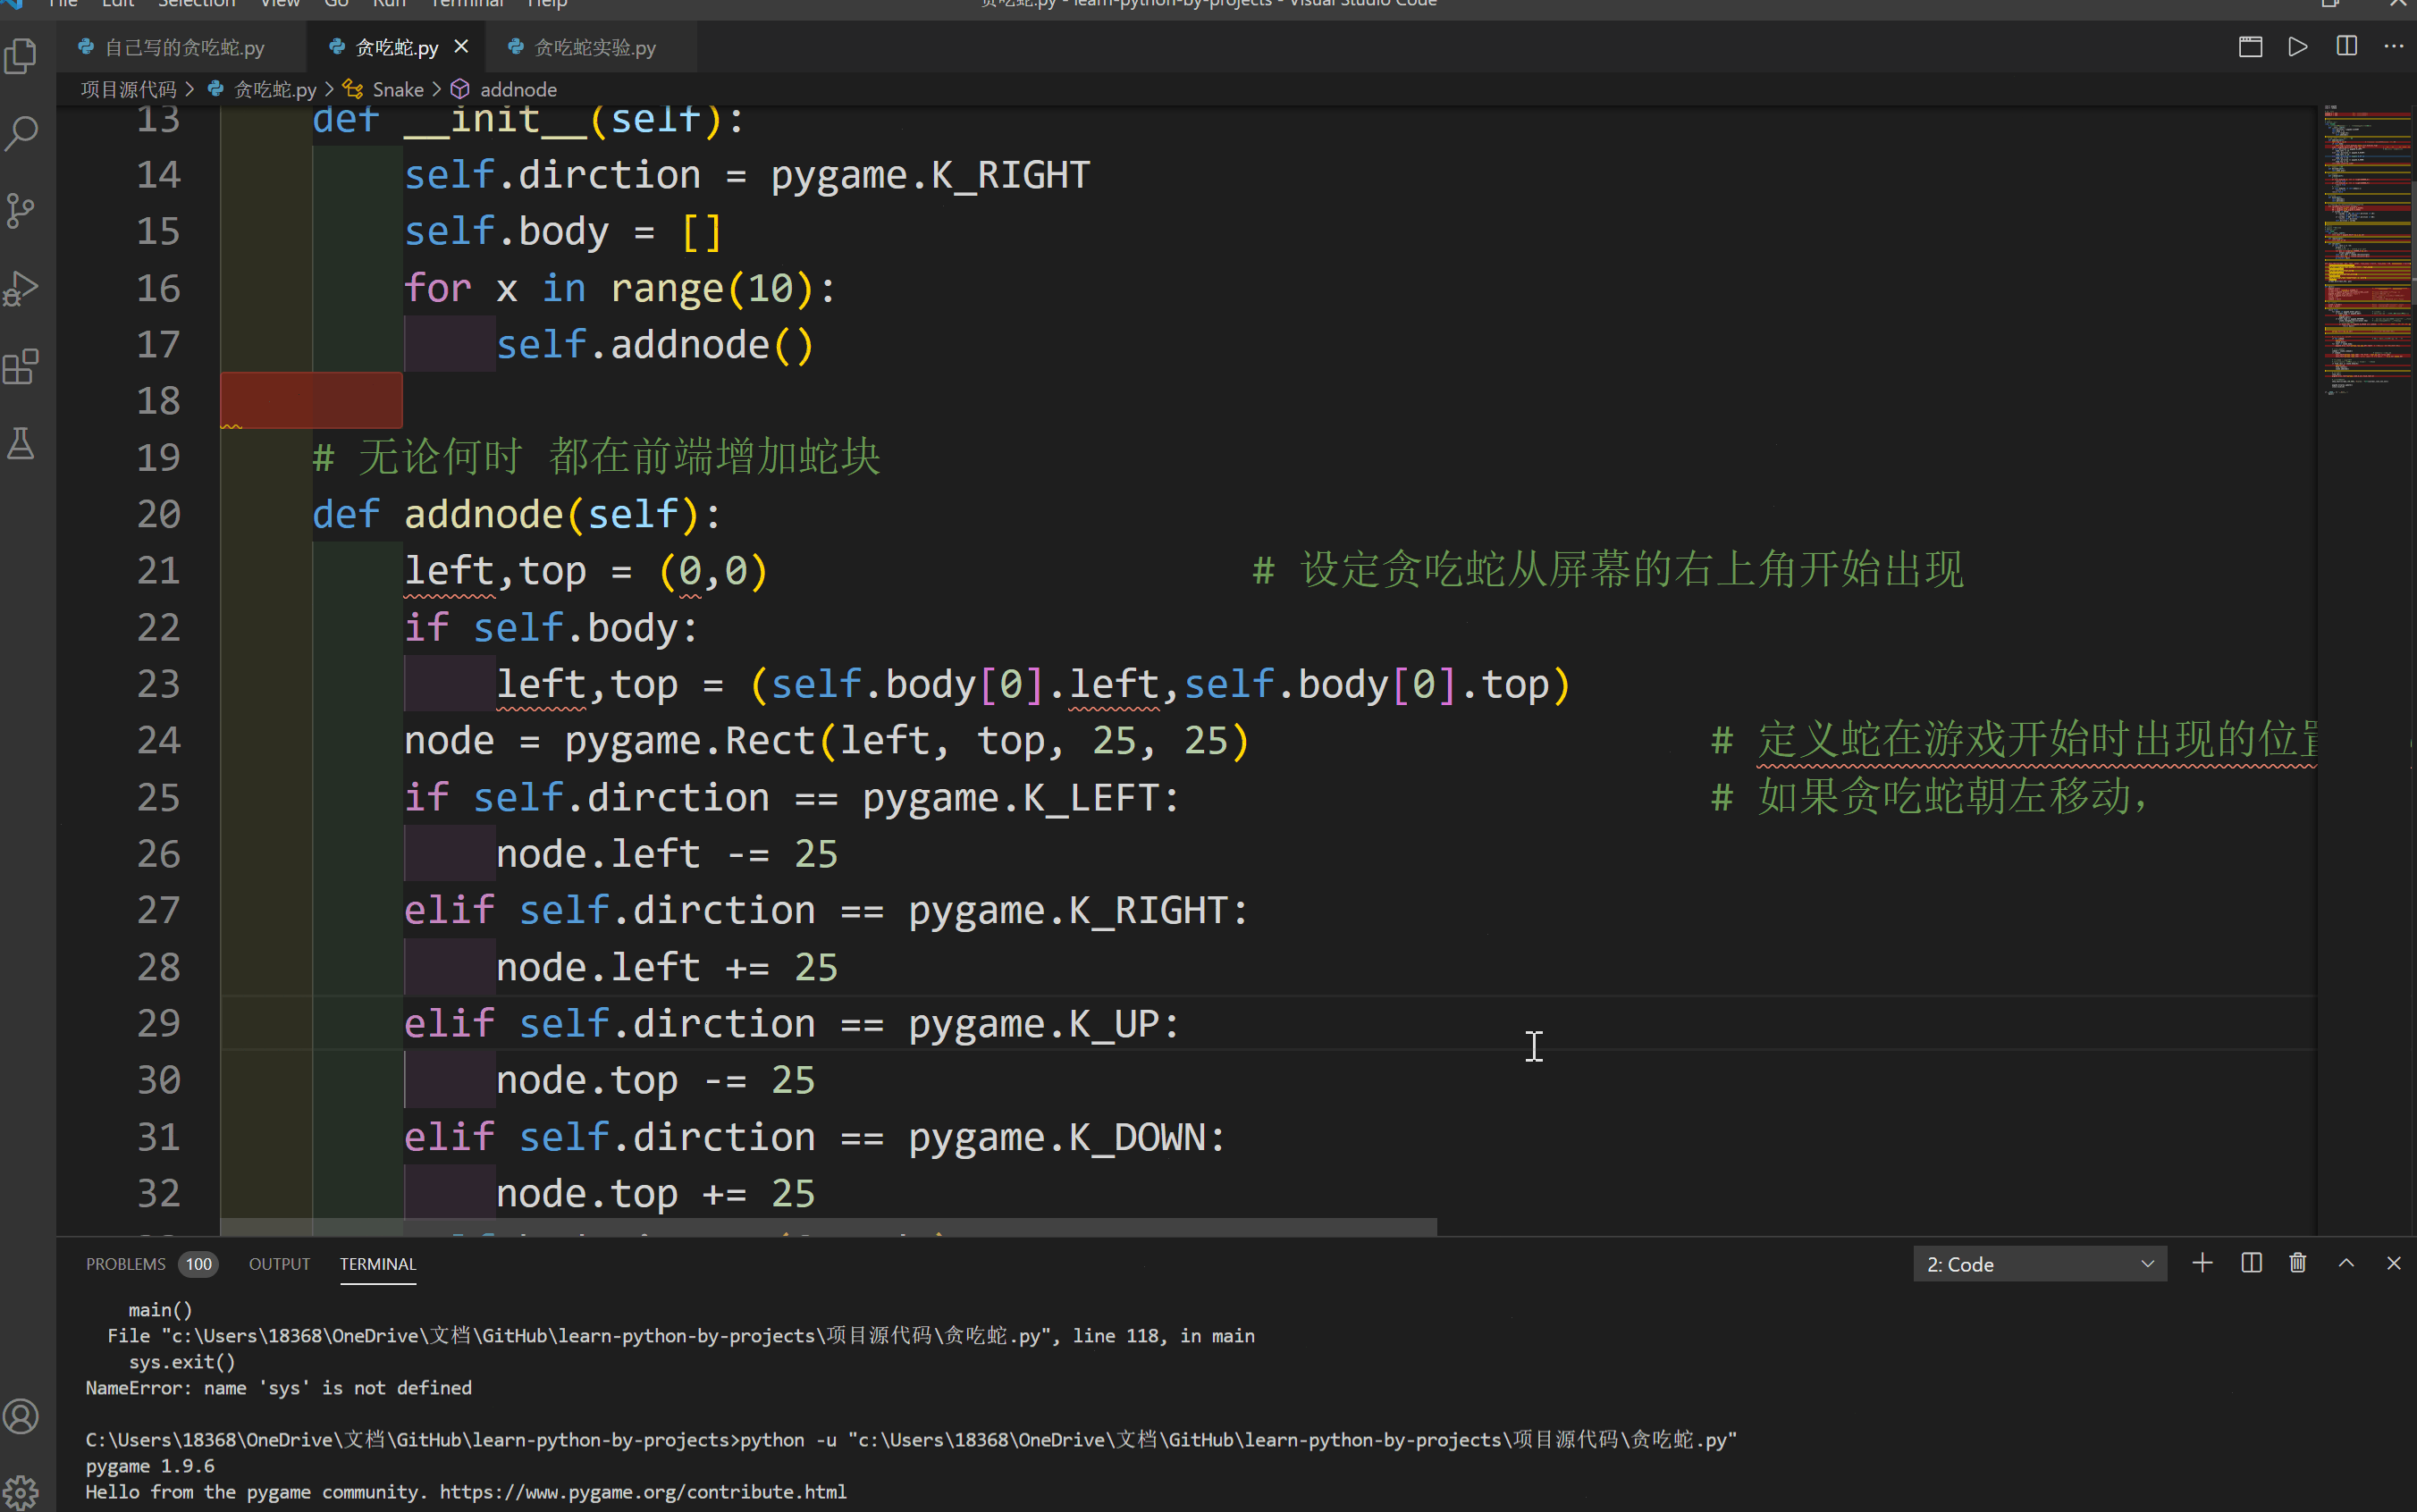 File Edit Selection View Go Run Terminal Help
贪吃蛇.py - learn-python-by-projects - Visual Studio Code
自己写的贪吃蛇.py 贪吃蛇.py 贪吃蛇实验.py
项目源代码 > 贪吃蛇.py > Snake > addnode
13 def __init__(self):
14 self.dirction = pygame.K_RIGHT
15 self.body = []
16 for x in range(10):
17 self.addnode()
18
19 # 无论何时 都在前端增加蛇块
20 def addnode(self):
21 left,top = (0,0) # 设定贪吃蛇从屏幕的右上角开始出现
22 if self.body:
23 left,top = (self.body[0].left,self.body[0].top)
24 node = pygame.Rect(left, top, 25, 25) # 定义蛇在游戏开始时出现的位置
25 if self.dirction == pygame.K_LEFT: # 如果贪吃蛇朝左移动,
26 node.left -= 25
27 elif self.dirction == pygame.K_RIGHT:
28 node.left += 25
29 elif self.dirction == pygame.K_UP:
30 node.top -= 25
31 elif self.dirction == pygame.K_DOWN:
32 node.top += 25
PROBLEMS 100 OUTPUT TERMINAL 2: Code
main()
File "c:\Users\18368\OneDrive\文档\GitHub\learn-python-by-projects\项目源代码\贪吃蛇.py", line 118, in main
sys.exit()
NameError: name 'sys' is not defined
C:\Users\18368\OneDrive\文档\GitHub\learn-python-by-projects>python -u "c:\Users\18368\OneDrive\文档\GitHub\learn-python-by-projects\项目源代码\贪吃蛇.py"
pygame 1.9.6
Hello from the pygame community. https://www.pygame.org/contribute.html